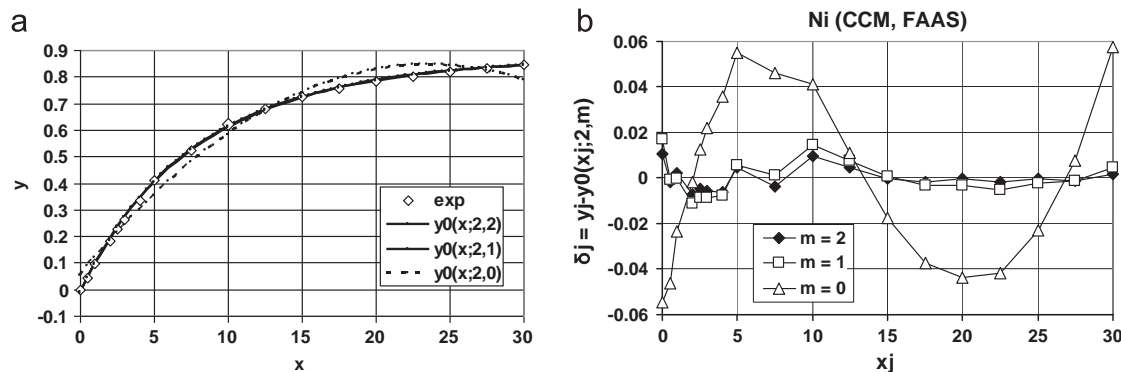 a
y
0.9
0.8
0.7
0.6
0.5
0.4
0.3
0.2
0.1
0
-0.1
0 5 10 15 20 25 30
x
exp
y0(x;2,2)
y0(x;2,1)
y0(x;2,0)
b
Ni (CCM, FAAS)
δj = yj-y0(xj;2,m)
0.06
0.04
0.02
0
-0.02
-0.04
-0.06
0 5 10 15 20 25 30
xj
m = 2
m = 1
m = 0